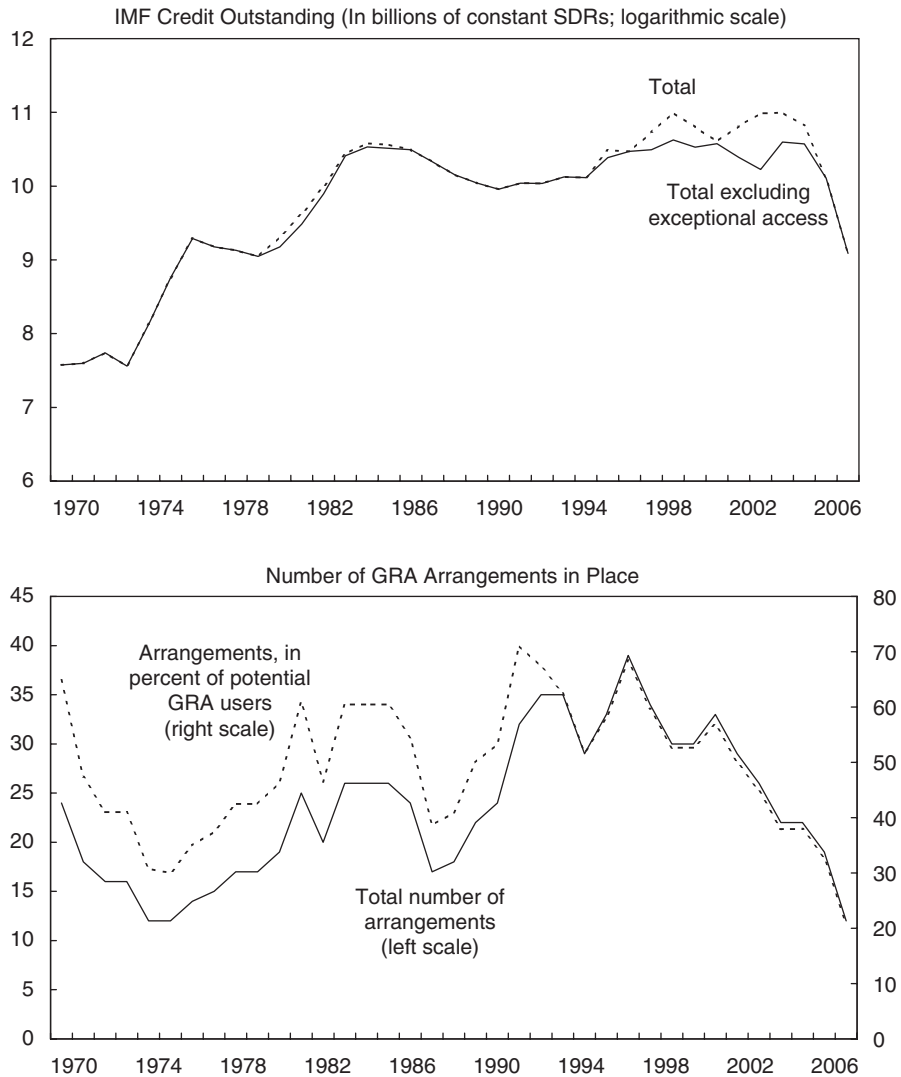 IMF Credit Outstanding (In billions of constant SDRs; logarithmic scale)
12
11
10
9
8
7
6
Total
Total excluding
exceptional access
1970 1974 1978 1982 1986 1990 1994 1998 2002 2006
Number of GRA Arrangements in Place
45
40
35
30
25
20
15
10
5
0
Arrangements, in
percent of potential
GRA users
(right scale)
Total number of
arrangements
(left scale)
80
70
60
50
40
30
20
10
0
1970 1974 1978 1982 1986 1990 1994 1998 2002 2006